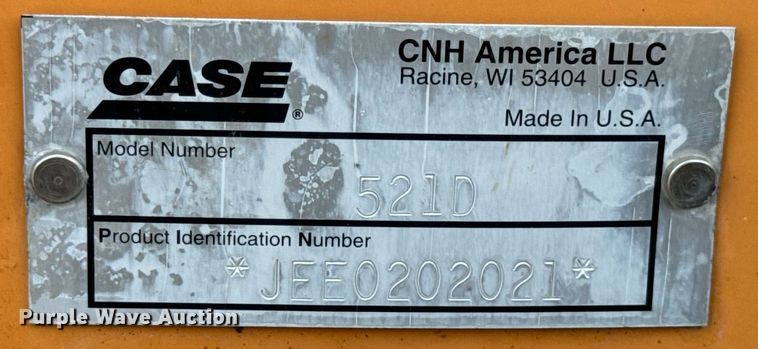 CASE®
CNH America LLC
Racine, WI 53404 U.S.A.
Made In U.S.A.
Model Number
521D
Product Identification Number
*JEE0202021*
Purple Wave Auction